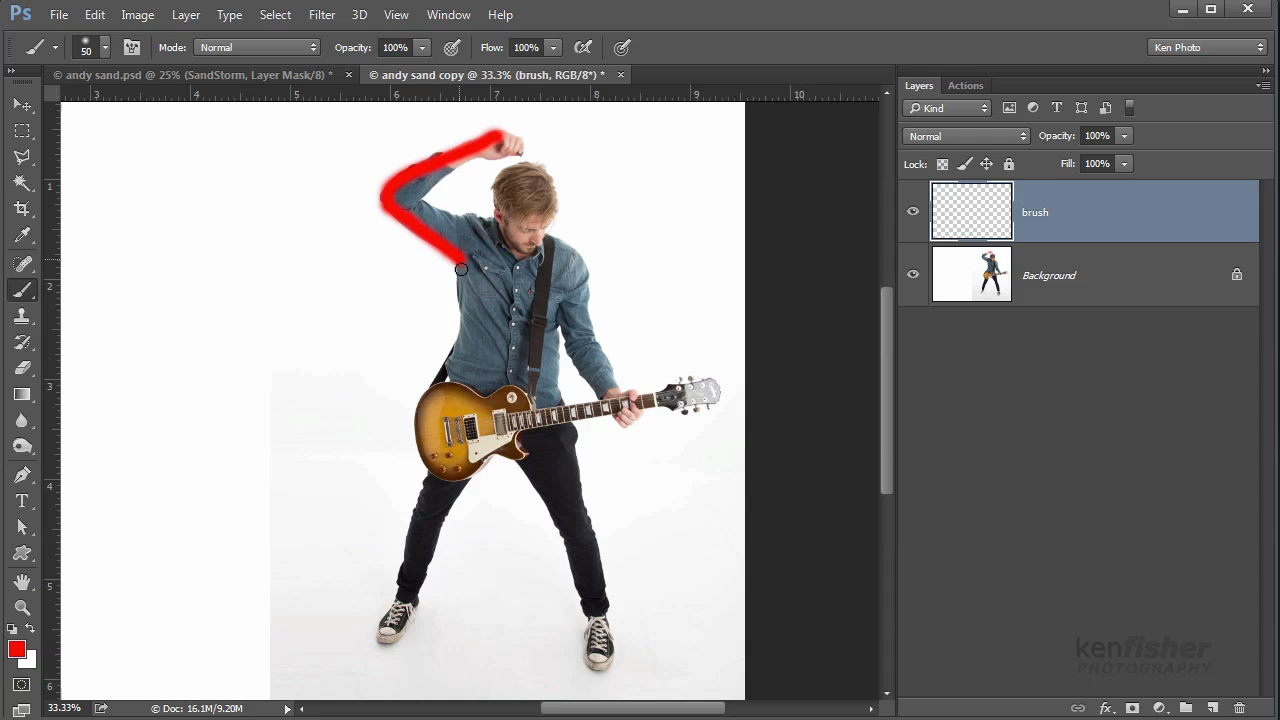 Ps File Edit Image Layer Type Select Filter 3D View Window Help
50 Mode: Normal Opacity: 100% Flow: 100% Ken Photo
© andy sand.psd @ 25% (SandStorm, Layer Mask/8) * × © andy sand copy @ 33.3% (brush, RGB/8*) * ×
3 4 5 6 7 8 9 10
1
2
3
4
5
6
Layers Actions
Kind
Normal Opacity: 100%
Lock: Fill: 100%
brush
Background
kenfisher
PHOTOGRAPHY
33.33% © Doc: 16.1M/9.20M
fx